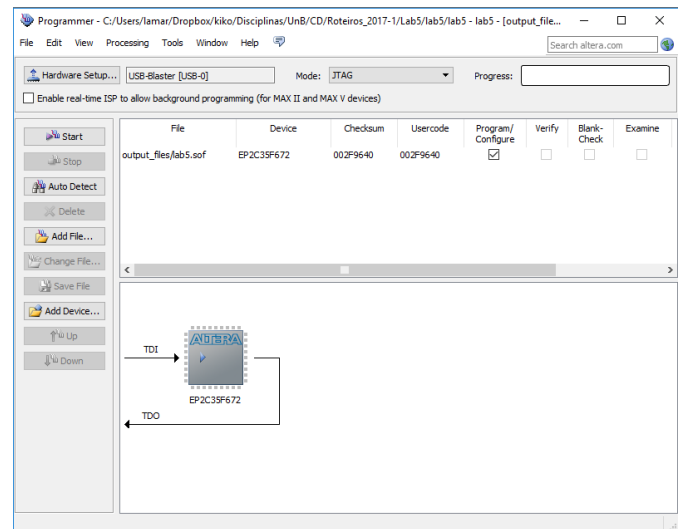 Programmer - C:/Users/lamar/Dropbox/kiko/Disciplinas/UnB/CD/Roteiros_2017-1/Lab5/lab5/lab5 - lab5 - [output_file...
File Edit View Processing Tools Window Help
Search altera.com
Hardware Setup... USB-Blaster [USB-0] Mode: JTAG Progress:
Enable real-time ISP to allow background programming (for MAX II and MAX V devices)
Start
Stop
Auto Detect
Delete
Add File...
Change File...
Save File
Add Device...
Up
Down
File Device Checksum Usercode Program/ Verify Blank- Examine
Configure Check
output_files/lab5.sof EP2C35F672 002F9640 002F9640
TDI
ALTERA
EP2C35F672
TDO